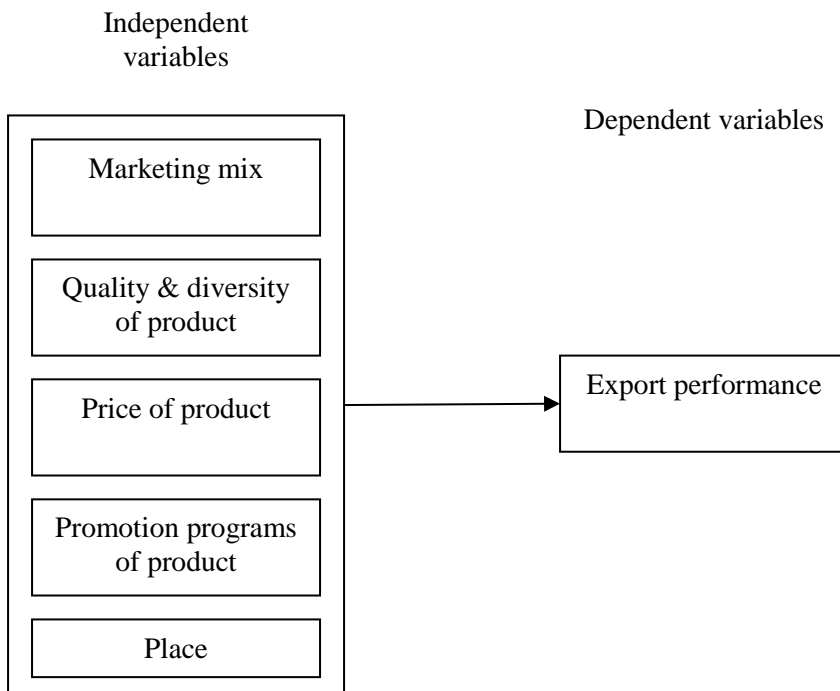 Independent
variables
Dependent variables
Marketing mix
Quality & diversity
of product
Price of product
Export performance
Promotion programs
of product
Place